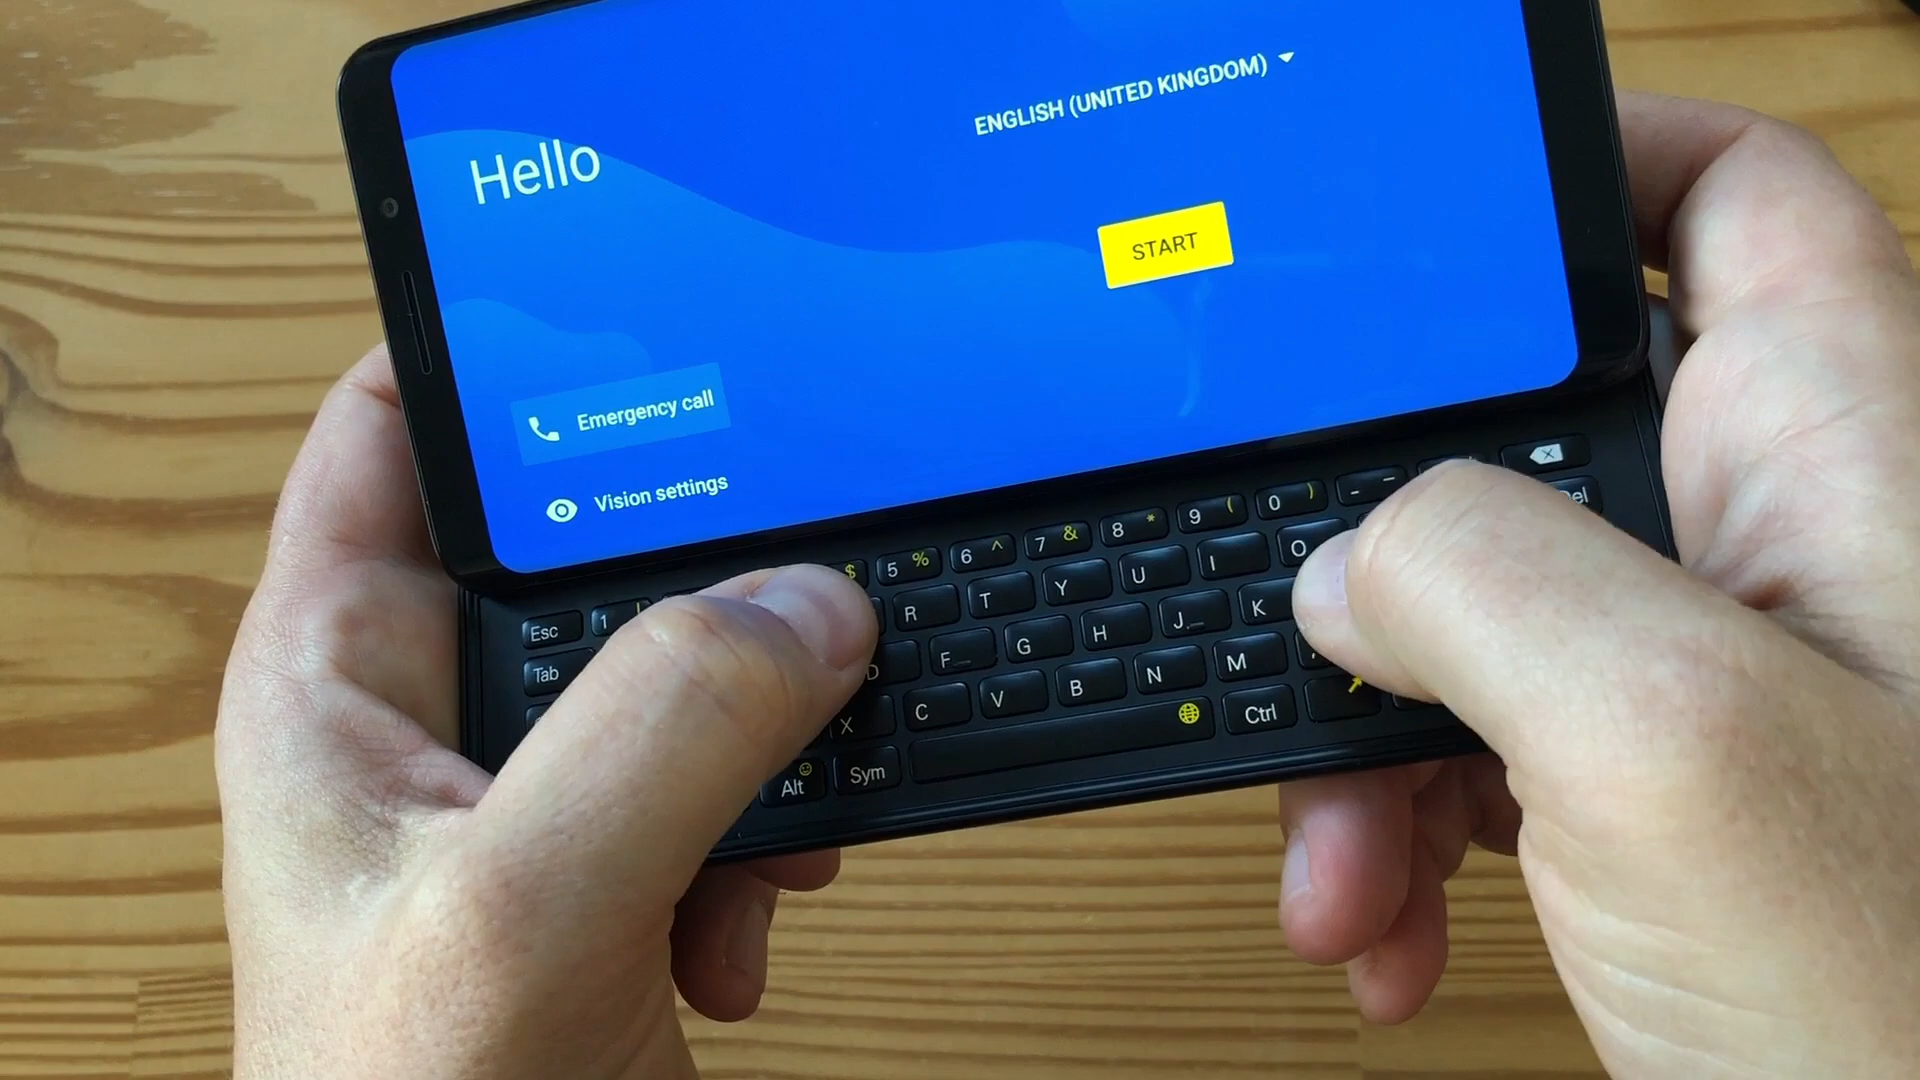 ENGLISH (UNITED KINGDOM)
Hello
START
Emergency call
Vision settings
Esc 1 $ 5 % 6 ^ 7 & 8 * 9 ( 0 ) - –
Tab R T Y U I O
D F G H J K
X C V B N M
Alt Sym Ctrl